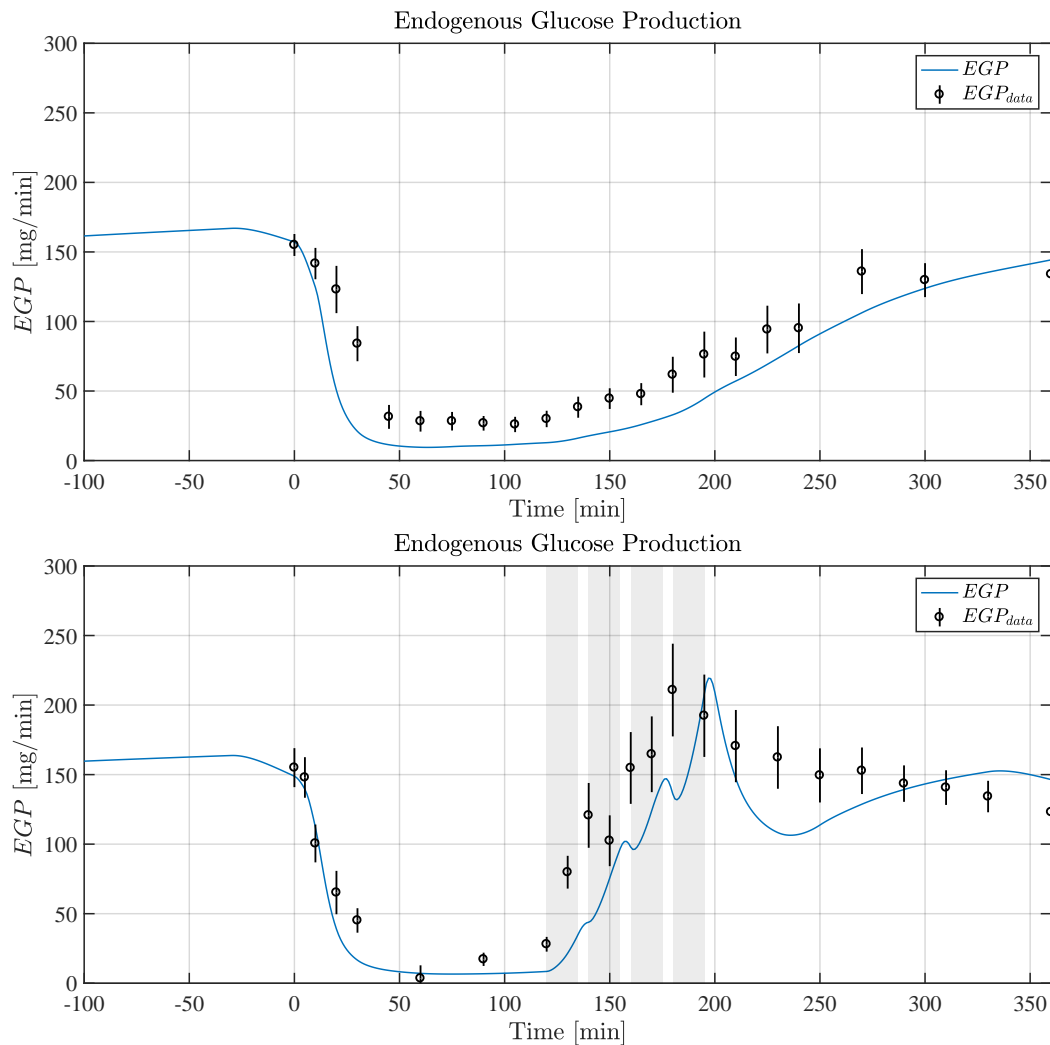 Endogenous Glucose Production
300
250
200
150
100
50
0
EGP [mg/min]
EGP
EGP_data
-100 -50 0 50 100 150 200 250 300 350
Time [min]
Endogenous Glucose Production
300
250
200
150
100
50
0
EGP [mg/min]
EGP
EGP_data
-100 -50 0 50 100 150 200 250 300 350
Time [min]